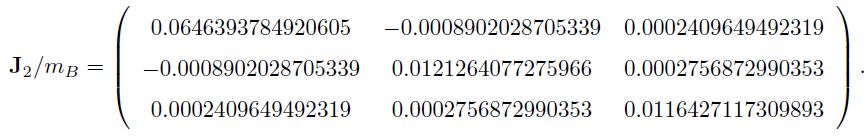 0.0646393784920605 −0.0008902028705339 0.0002409649492319
J₂/m_B = ( −0.0008902028705339 0.0121264077275966 0.0002756872990353 ) .
0.0002409649492319 0.0002756872990353 0.0116427117309893